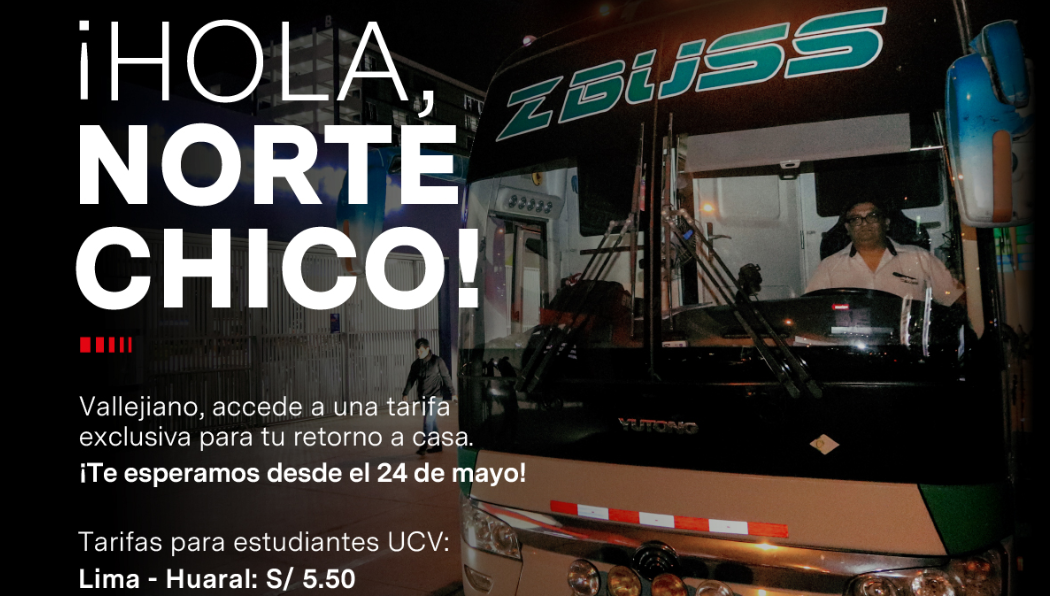 ¡HOLA,
NORTE
CHICO!
ZBUSS
YUTONG
Vallejiano, accede a una tarifa
exclusiva para tu retorno a casa.
¡Te esperamos desde el 24 de mayo!
Tarifas para estudiantes UCV:
Lima - Huaral: S/ 5.50